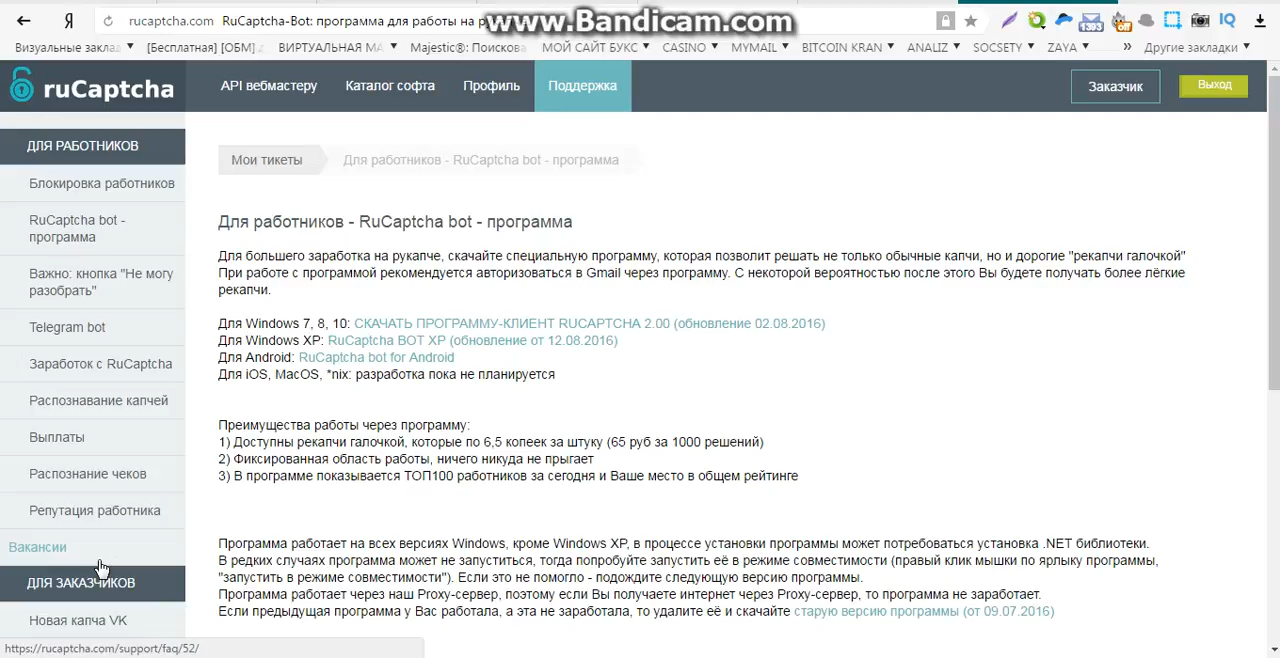 rucaptcha.com RuCaptcha-Bot: программа для работы на
www.Bandicam.com
Визуальные заклад
[Бесплатная] [ОБМ]
ВИРТУАЛЬНАЯ МА
Majestic®: Поискова
МОЙ САЙТ БУКС
CASINO
MYMAIL
BITCOIN KRAN
ANALIZ
SOCSETY
ZAYA
» Другие закладки
ruCaptcha
API вебмастеру
Каталог софта
Профиль
Поддержка
Заказчик
Выход
ДЛЯ РАБОТНИКОВ
Блокировка работников
RuCaptcha bot -
программа
Важно: кнопка "Не могу
разобрать"
Telegram bot
Заработок с RuCaptcha
Распознавание капчей
Выплаты
Распознание чеков
Репутация работника
Вакансии
ДЛЯ ЗАКАЗЧИКОВ
Новая капча VK
Мои тикеты
Для работников - RuCaptcha bot - программа
Для работников - RuCaptcha bot - программа
Для большего заработка на рукапче, скачайте специальную программу, которая позволит решать не только обычные капчи, но и дорогие "рекапчи галочкой"
При работе с программой рекомендуется авторизоваться в Gmail через программу. С некоторой вероятностью после этого Вы будете получать более лёгкие
рекапчи.
Для Windows 7, 8, 10: СКАЧАТЬ ПРОГРАММУ-КЛИЕНТ RUCAPTCHA 2.00 (обновление 02.08.2016)
Для Windows XP: RuCaptcha BOT XP (обновление от 12.08.2016)
Для Android: RuCaptcha bot for Android
Для iOS, MacOS, *nix: разработка пока не планируется
Преимущества работы через программу:
1) Доступны рекапчи галочкой, которые по 6,5 копеек за штуку (65 руб за 1000 решений)
2) Фиксированная область работы, ничего никуда не прыгает
3) В программе показывается ТОП100 работников за сегодня и Ваше место в общем рейтинге
Программа работает на всех версиях Windows, кроме Windows XP, в процессе установки программы может потребоваться установка .NET библиотеки.
В редких случаях программа может не запуститься, тогда попробуйте запустить её в режиме совместимости (правый клик мышки по ярлыку программы,
"запустить в режиме совместимости"). Если это не помогло - подождите следующую версию программы.
Программа работает через наш Proxy-сервер, поэтому если Вы получаете интернет через Proxy-сервер, то программа не заработает.
Если предыдущая программа у Вас работала, а эта не заработала, то удалите её и скачайте старую версию программы (от 09.07.2016)
https://rucaptcha.com/support/faq/52/